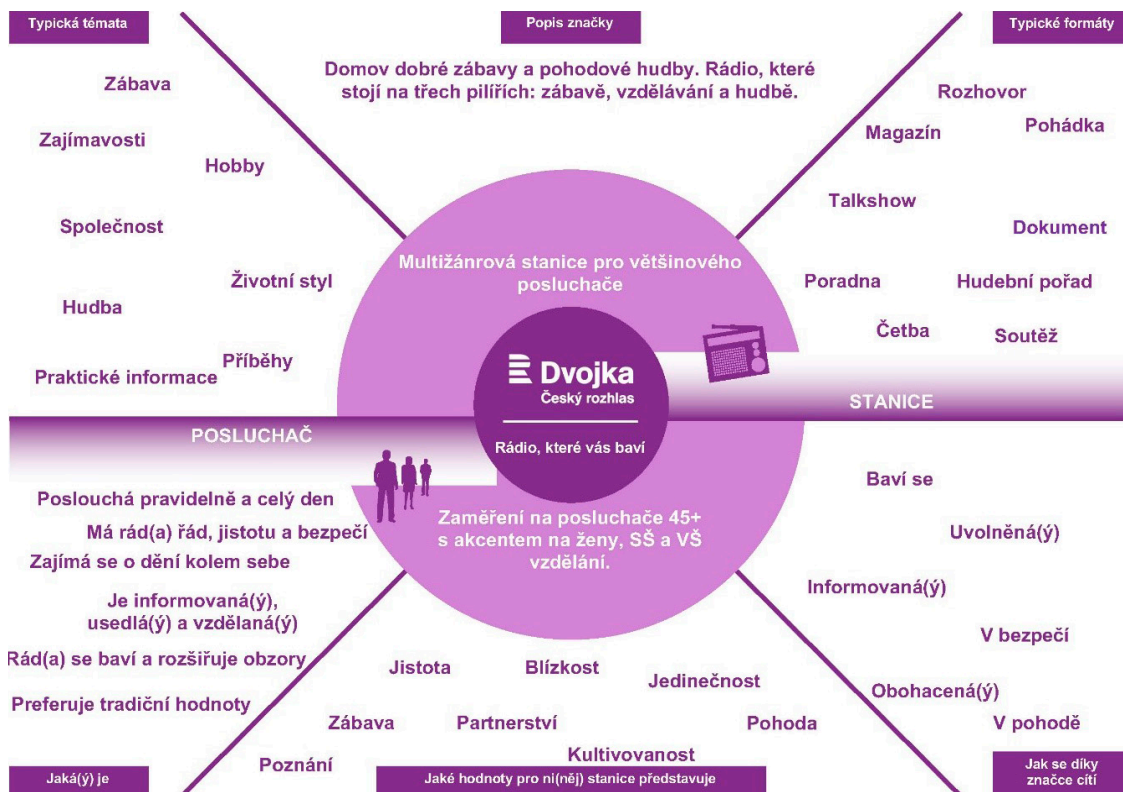 Typická témata
Popis značky
Typické formáty
Domov dobré zábavy a pohodové hudby. Rádio, které
stojí na třech pilířích: zábavě, vzdělávání a hudbě.
Zábava
Zajímavosti
Hobby
Společnost
Životní styl
Hudba
Příběhy
Praktické informace
Rozhovor
Magazín
Pohádka
Talkshow
Dokument
Poradna
Hudební pořad
Četba
Soutěž
Multižánrová stanice pro většinového
posluchače
Dvojka
Český rozhlas
Rádio, které vás baví
STANICE
POSLUCHAČ
Zaměření na posluchače 45+
s akcentem na ženy, SŠ a VŠ
vzdělání.
Poslouchá pravidelně a celý den
Má rád(a) řád, jistotu a bezpečí
Zajímá se o dění kolem sebe
Je informovaná(ý),
usedlá(ý) a vzdělaná(ý)
Rád(a) se baví a rozšiřuje obzory
Preferuje tradiční hodnoty
Jaká(ý) je
Jistota
Blízkost
Jedinečnost
Zábava
Partnerství
Pohoda
Poznání
Kultivovanost
Jaké hodnoty pro ni(něj) stanice představuje
Baví se
Uvolněná(ý)
Informovaná(ý)
V bezpečí
Obohacená(ý)
V pohodě
Jak se díky
značce cítí